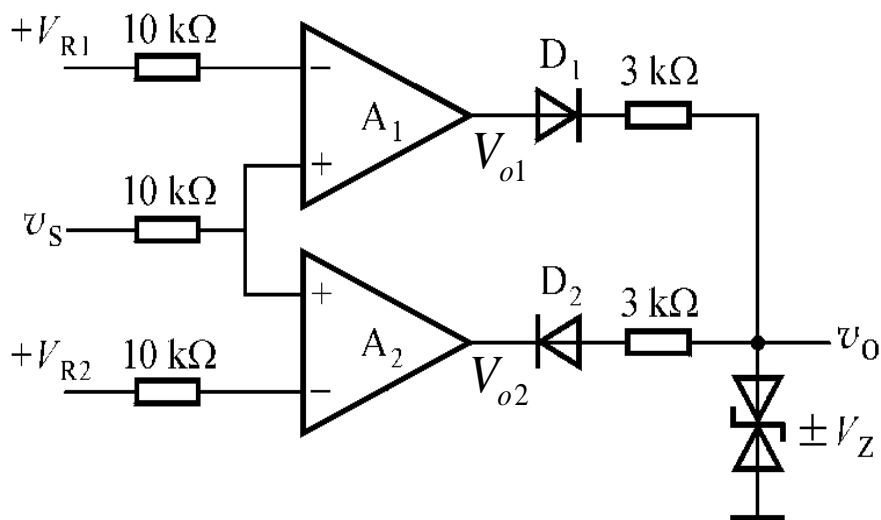 +V_R1
10 kΩ
−
A_1
+
V_o1
D_1
3 kΩ
10 kΩ
v_S
+
A_2
−
V_o2
D_2
3 kΩ
v_O
+V_R2
10 kΩ
± V_Z